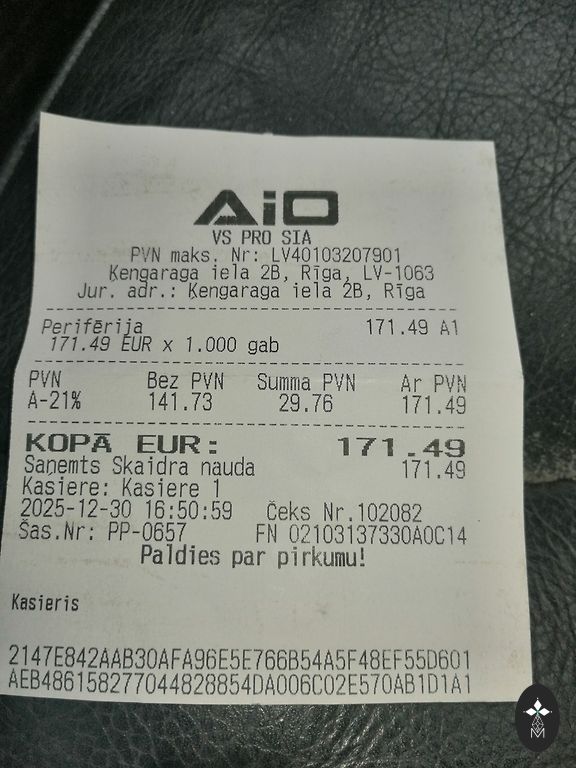 AiO
VS PRO SIA
PVN maks. Nr: LV40103207901
Ķengaraga iela 2B, Rīga, LV-1063
Jur. adr.: Ķengaraga iela 2B, Rīga
Perifērija 171.49 A1
171.49 EUR x 1.000 gab
PVN Bez PVN Summa PVN Ar PVN
A-21% 141.73 29.76 171.49
KOPĀ EUR: 171.49
Saņemts Skaidra nauda 171.49
Kasiere: Kasiere 1
2025-12-30 16:50:59 Čeks Nr.102082
Šas.Nr: PP-0657 FN 02103137330A0C14
Paldies par pirkumu!
Kasieris
2147E842AAB30AFA96E5E766B54A5F48EF55D601
AEB486158277044828854DA006C02E570AB1D1A1
M